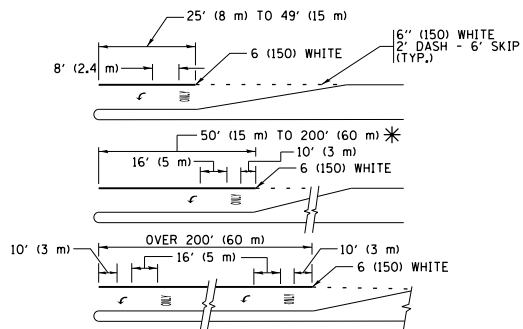 25' (8 m) TO 49' (15 m)
6 (150) WHITE
6" (150) WHITE
2' DASH - 6' SKIP
(TYP.)
8' (2.4 m)
ONLY
50' (15 m) TO 200' (60 m) ✳
16' (5 m)
10' (3 m)
6 (150) WHITE
ONLY
OVER 200' (60 m)
10' (3 m)
16' (5 m)
10' (3 m)
6 (150) WHITE
ONLY
ONLY